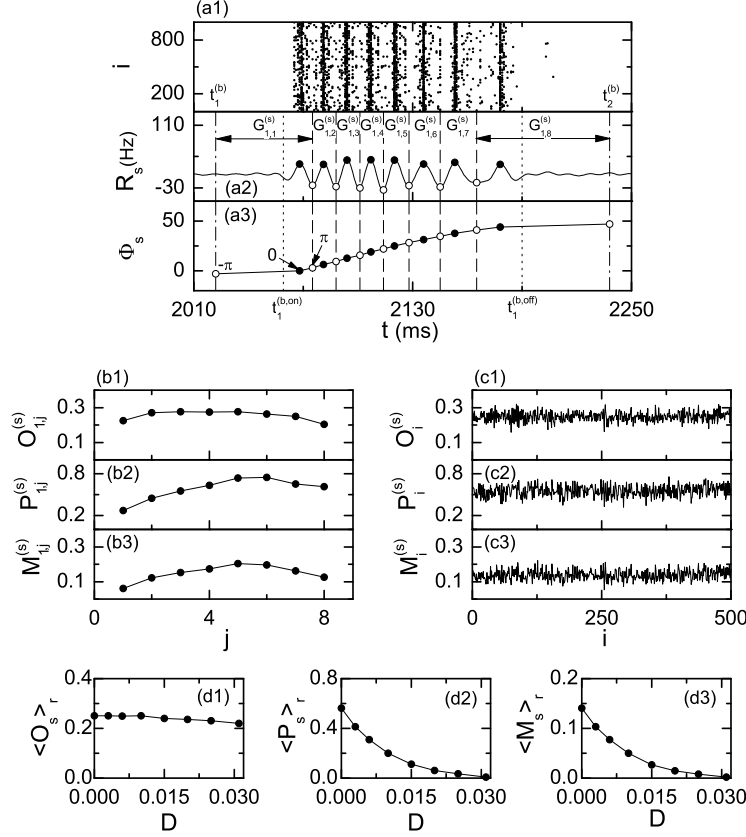 (a1)
800
i
200
t₁⁽ᵇ⁾
t₂⁽ᵇ⁾
110
R_s(Hz)
-30
G₁,₁⁽ˢ⁾ G₁,₂⁽ˢ⁾ G₁,₃⁽ˢ⁾ G₁,₄⁽ˢ⁾ G₁,₅⁽ˢ⁾ G₁,₆⁽ˢ⁾ G₁,₇⁽ˢ⁾ G₁,₈⁽ˢ⁾
(a2)
(a3)
50
Φ_s
0
-π
0
π
2010 2130 2250
t₁⁽ᵇ,ᵒⁿ⁾
t₁⁽ᵇ,ᵒᶠᶠ⁾
t (ms)
(b1)
0.3
O₁,ⱼ⁽ˢ⁾
0.1
(b2)
0.8
P₁,ⱼ⁽ˢ⁾
0.2
(b3)
0.3
M₁,ⱼ⁽ˢ⁾
0.1
0 4 8
j
(c1)
0.3
Oᵢ⁽ˢ⁾
0.1
(c2)
0.8
Pᵢ⁽ˢ⁾
0.2
(c3)
0.3
Mᵢ⁽ˢ⁾
0.1
0 250 500
i
(d1)
0.4
<O_s>_r
0.2
0.0
0.000 0.015 0.030
D
(d2)
0.8
<P_s>_r
0.4
0.0
0.000 0.015 0.030
D
(d3)
0.2
<M_s>_r
0.1
0.0
0.000 0.015 0.030
D